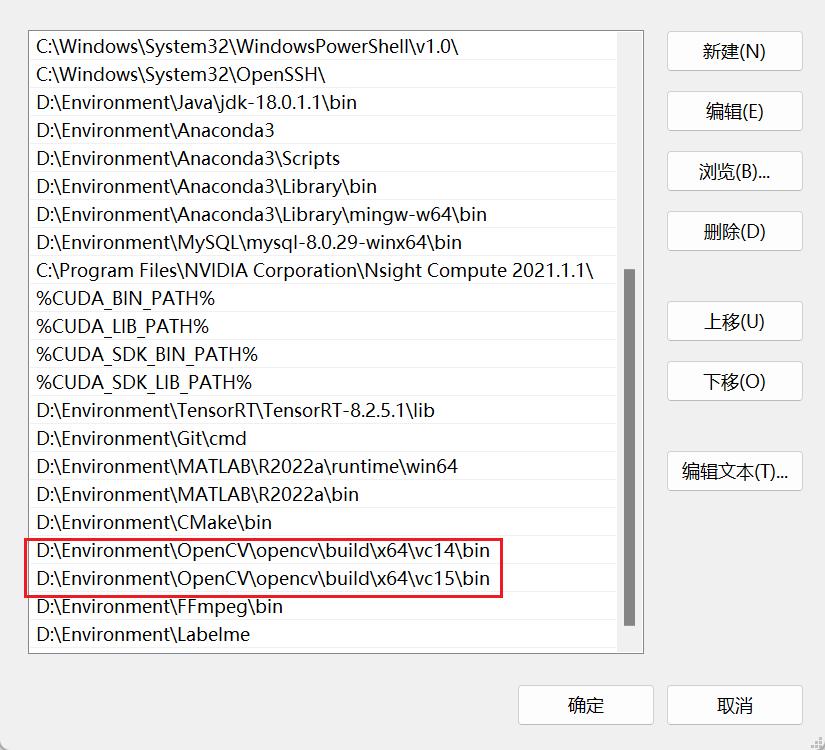 C:\Windows\System32\WindowsPowerShell\v1.0\
C:\Windows\System32\OpenSSH\
D:\Environment\Java\jdk-18.0.1.1\bin
D:\Environment\Anaconda3
D:\Environment\Anaconda3\Scripts
D:\Environment\Anaconda3\Library\bin
D:\Environment\Anaconda3\Library\mingw-w64\bin
D:\Environment\MySQL\mysql-8.0.29-winx64\bin
C:\Program Files\NVIDIA Corporation\Nsight Compute 2021.1.1\
%CUDA_BIN_PATH%
%CUDA_LIB_PATH%
%CUDA_SDK_BIN_PATH%
%CUDA_SDK_LIB_PATH%
D:\Environment\TensorRT\TensorRT-8.2.5.1\lib
D:\Environment\Git\cmd
D:\Environment\MATLAB\R2022a\runtime\win64
D:\Environment\MATLAB\R2022a\bin
D:\Environment\CMake\bin
D:\Environment\OpenCV\opencv\build\x64\vc14\bin
D:\Environment\OpenCV\opencv\build\x64\vc15\bin
D:\Environment\FFmpeg\bin
D:\Environment\Labelme
新建(N)
编辑(E)
浏览(B)...
删除(D)
上移(U)
下移(O)
编辑文本(T)...
确定
取消